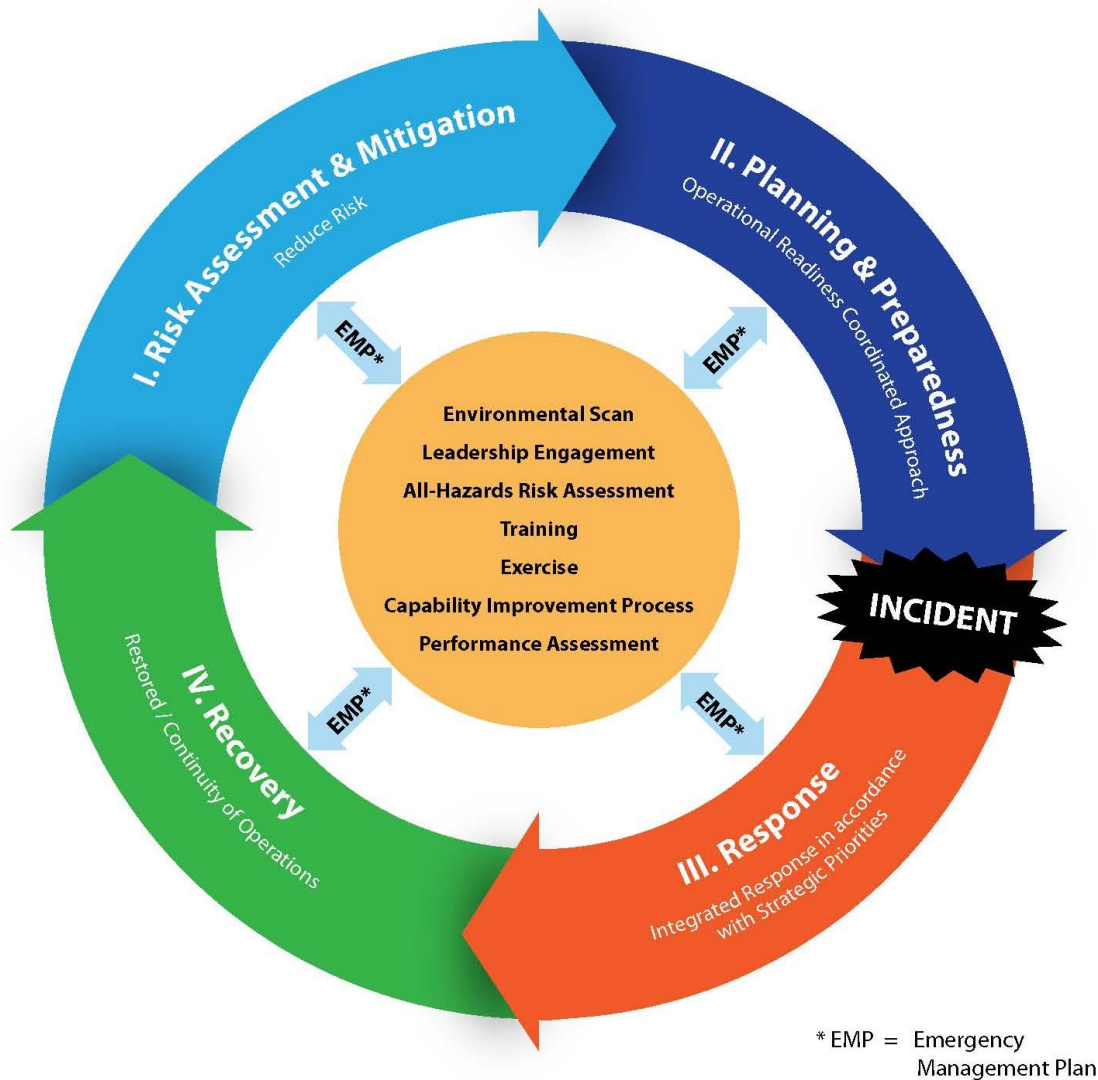 I. Risk Assessment & Mitigation
Reduce Risk
II. Planning & Preparedness
Operational Readiness Coordinated Approach
EMP*
EMP*
Environmental Scan
Leadership Engagement
All-Hazards Risk Assessment
Training
Exercise
Capability Improvement Process
Performance Assessment
INCIDENT
EMP*
EMP*
III. Response
Integrated Response in accordance
with Strategic Priorities
IV. Recovery
Restored / Continuity of Operations
* EMP = Emergency
Management Plan